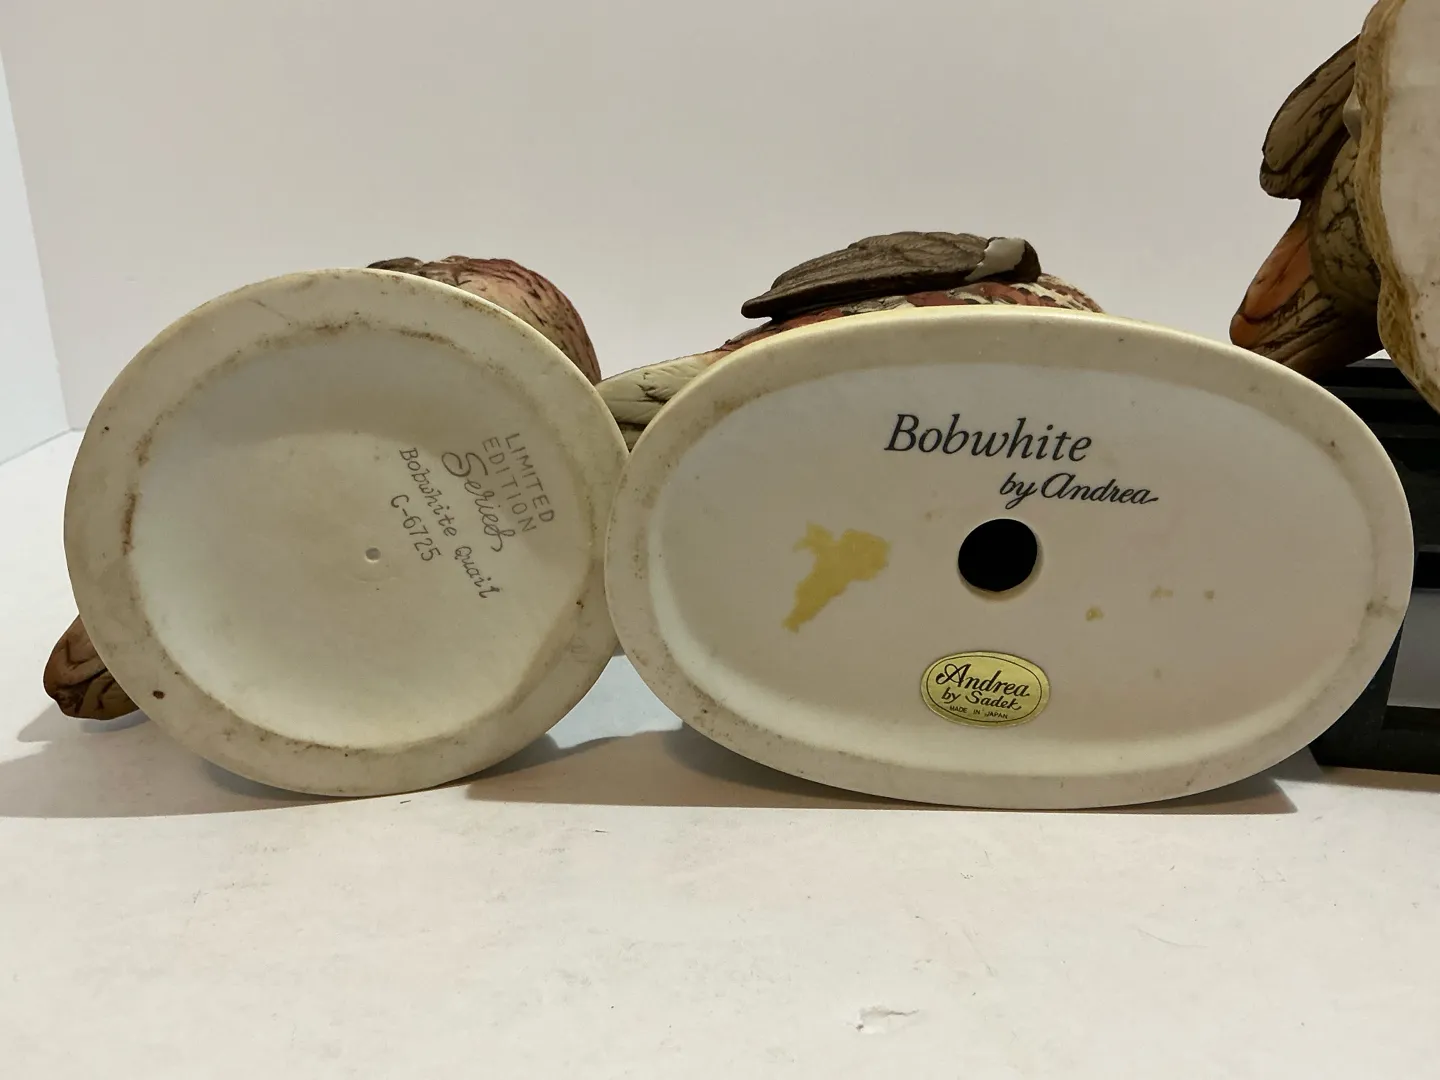 LIMITED
EDITION
Series
Bobwhite Quail
C-6725
Bobwhite
by Andrea
Andrea
by Sadek
MADE IN JAPAN